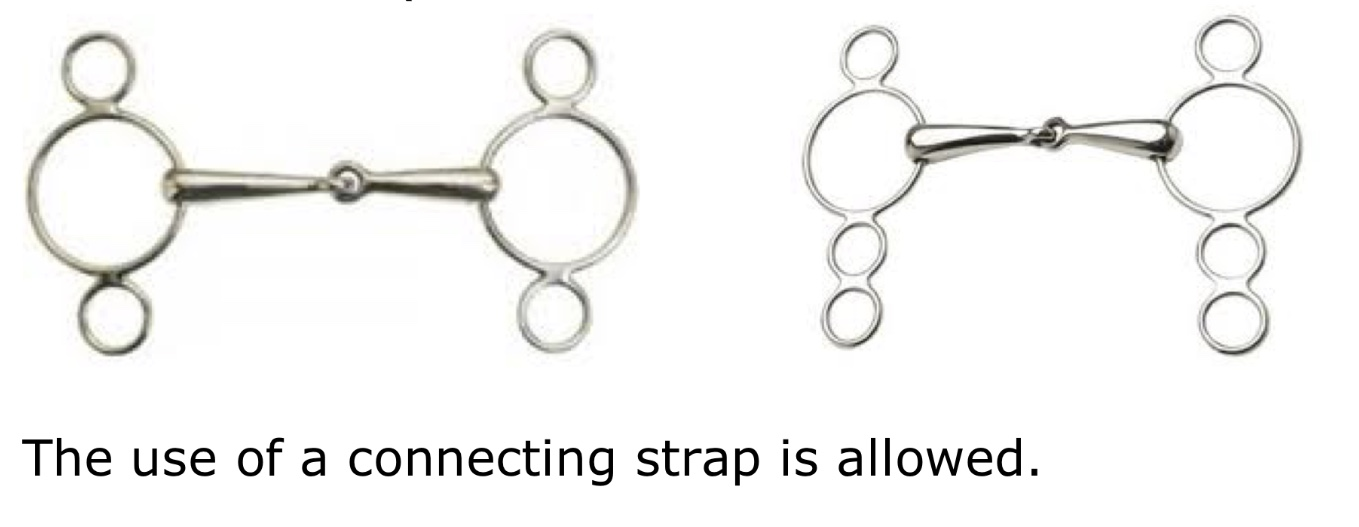 The use of a connecting strap is allowed.